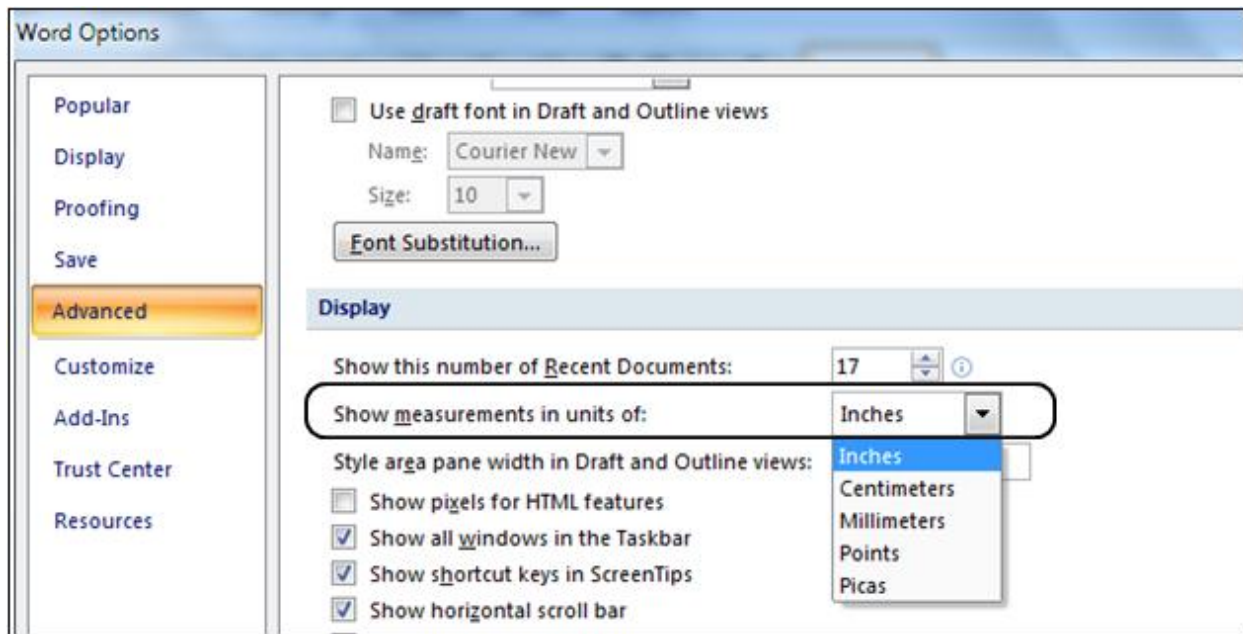 Word Options
Popular
Display
Proofing
Save
Advanced
Customize
Add-Ins
Trust Center
Resources
Use draft font in Draft and Outline views
Name: Courier New
Size: 10
Font Substitution...
Display
Show this number of Recent Documents: 17
Show measurements in units of: Inches
Style area pane width in Draft and Outline views:
Inches
Centimeters
Millimeters
Points
Picas
Show pixels for HTML features
Show all windows in the Taskbar
Show shortcut keys in ScreenTips
Show horizontal scroll bar